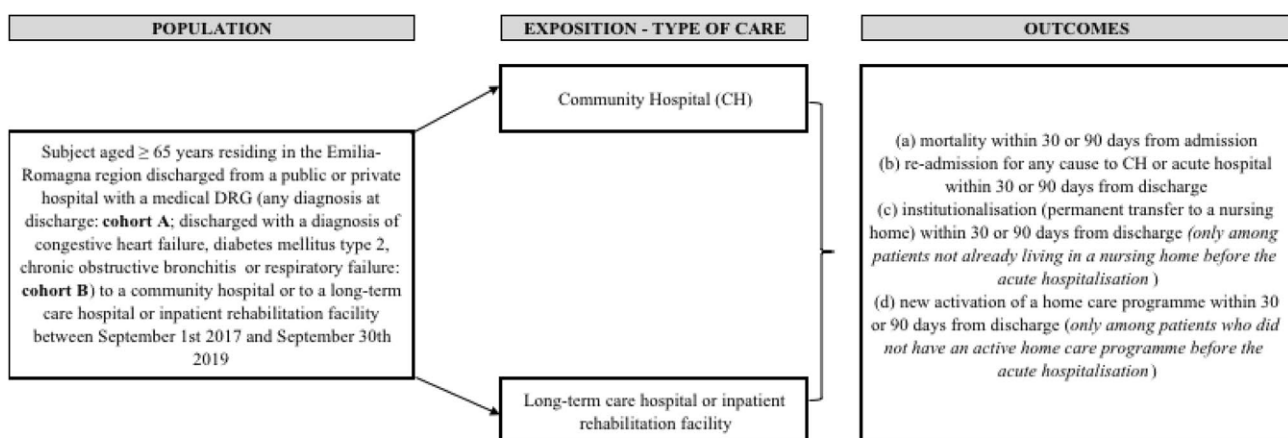 POPULATION
EXPOSITION - TYPE OF CARE
OUTCOMES
Subject aged ≥ 65 years residing in the Emilia-
Romagna region discharged from a public or private
hospital with a medical DRG (any diagnosis at
discharge: cohort A; discharged with a diagnosis of
congestive heart failure, diabetes mellitus type 2,
chronic obstructive bronchitis or respiratory failure:
cohort B) to a community hospital or to a long-term
care hospital or inpatient rehabilitation facility
between September 1st 2017 and September 30th
2019
Community Hospital (CH)
Long-term care hospital or inpatient
rehabilitation facility
(a) mortality within 30 or 90 days from admission
(b) re-admission for any cause to CH or acute hospital
within 30 or 90 days from discharge
(c) institutionalisation (permanent transfer to a nursing
home) within 30 or 90 days from discharge (only among
patients not already living in a nursing home before the
acute hospitalisation )
(d) new activation of a home care programme within 30
or 90 days from discharge (only among patients who did
not have an active home care programme before the
acute hospitalisation )